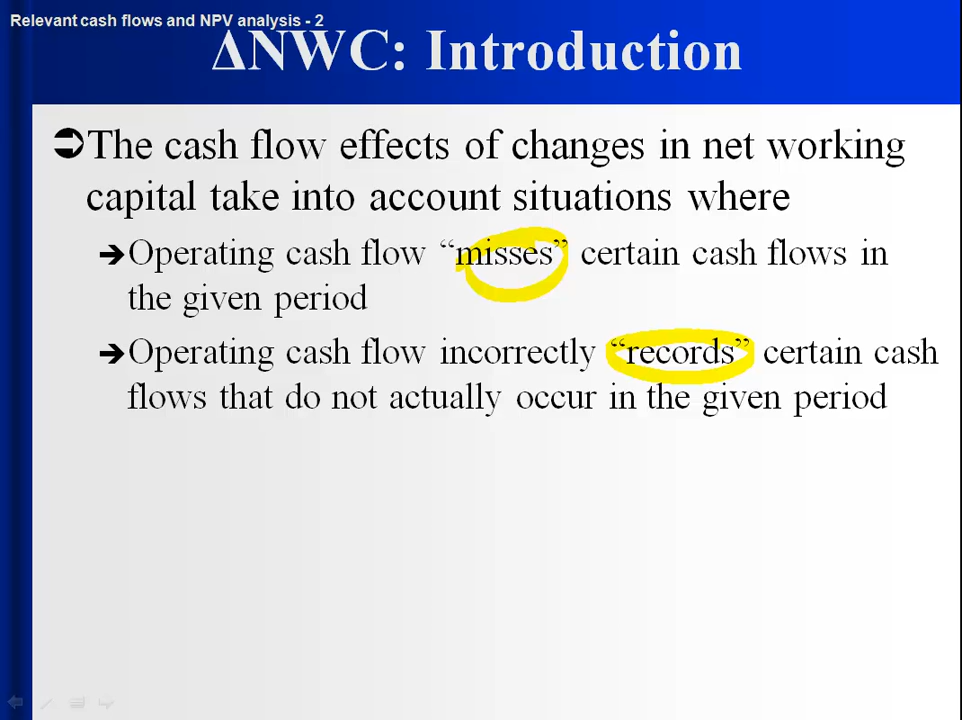 Relevant cash flows and NPV analysis - 2
ΔNWC: Introduction
The cash flow effects of changes in net working
capital take into account situations where
Operating cash flow “misses” certain cash flows in
the given period
Operating cash flow incorrectly “records” certain cash
flows that do not actually occur in the given period